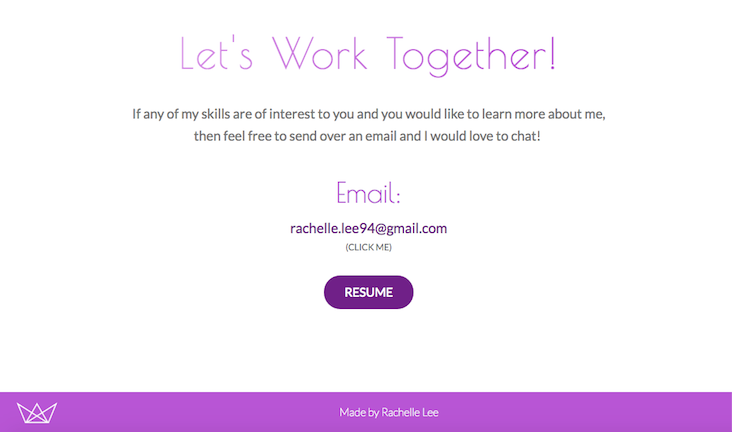 Let's Work Together!
If any of my skills are of interest to you and you would like to learn more about me,
then feel free to send over an email and I would love to chat!
Email:
rachelle.lee94@gmail.com
(CLICK ME)
RESUME
Made by Rachelle Lee